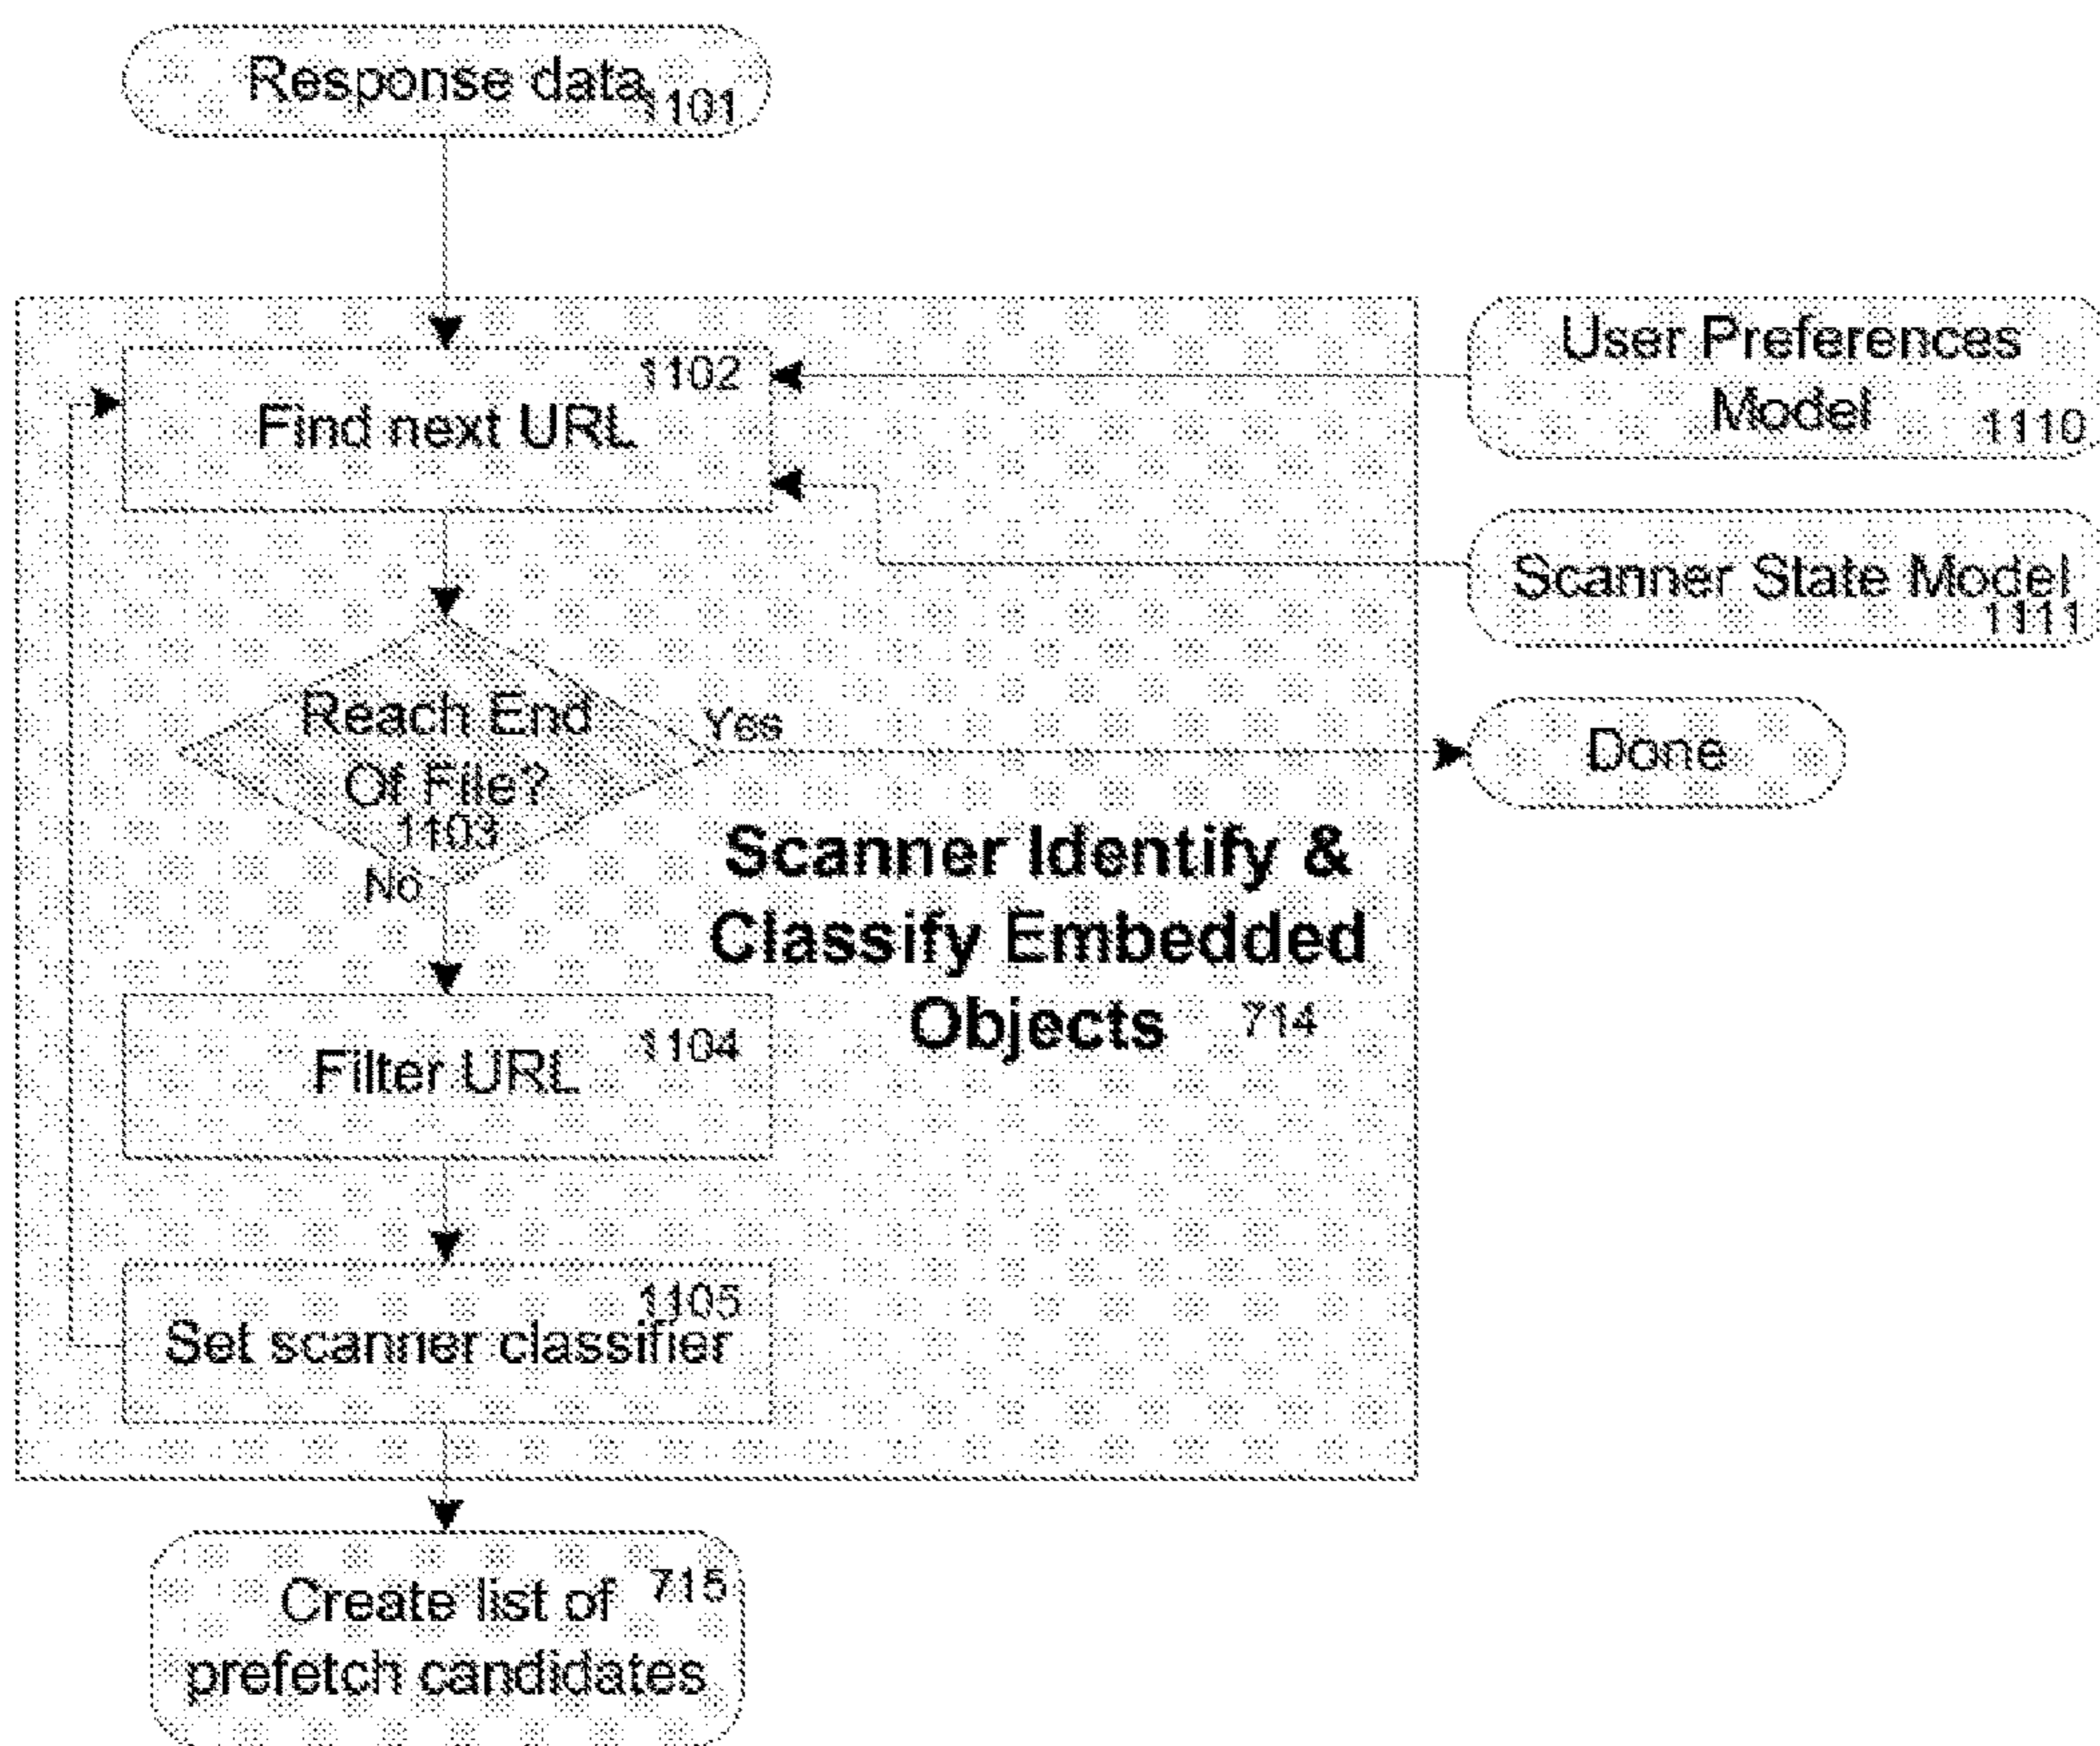 Response data
1101
1102
Find next URL
User Preferences
Model
1110
Scanner State Model
1111
Reach End
Of File?
1103
Yes
No
Done
Scanner Identify &
Classify Embedded
Objects 714
Filter URL 1104
1105
Set scanner classifier
Create list of 715
prefetch candidates